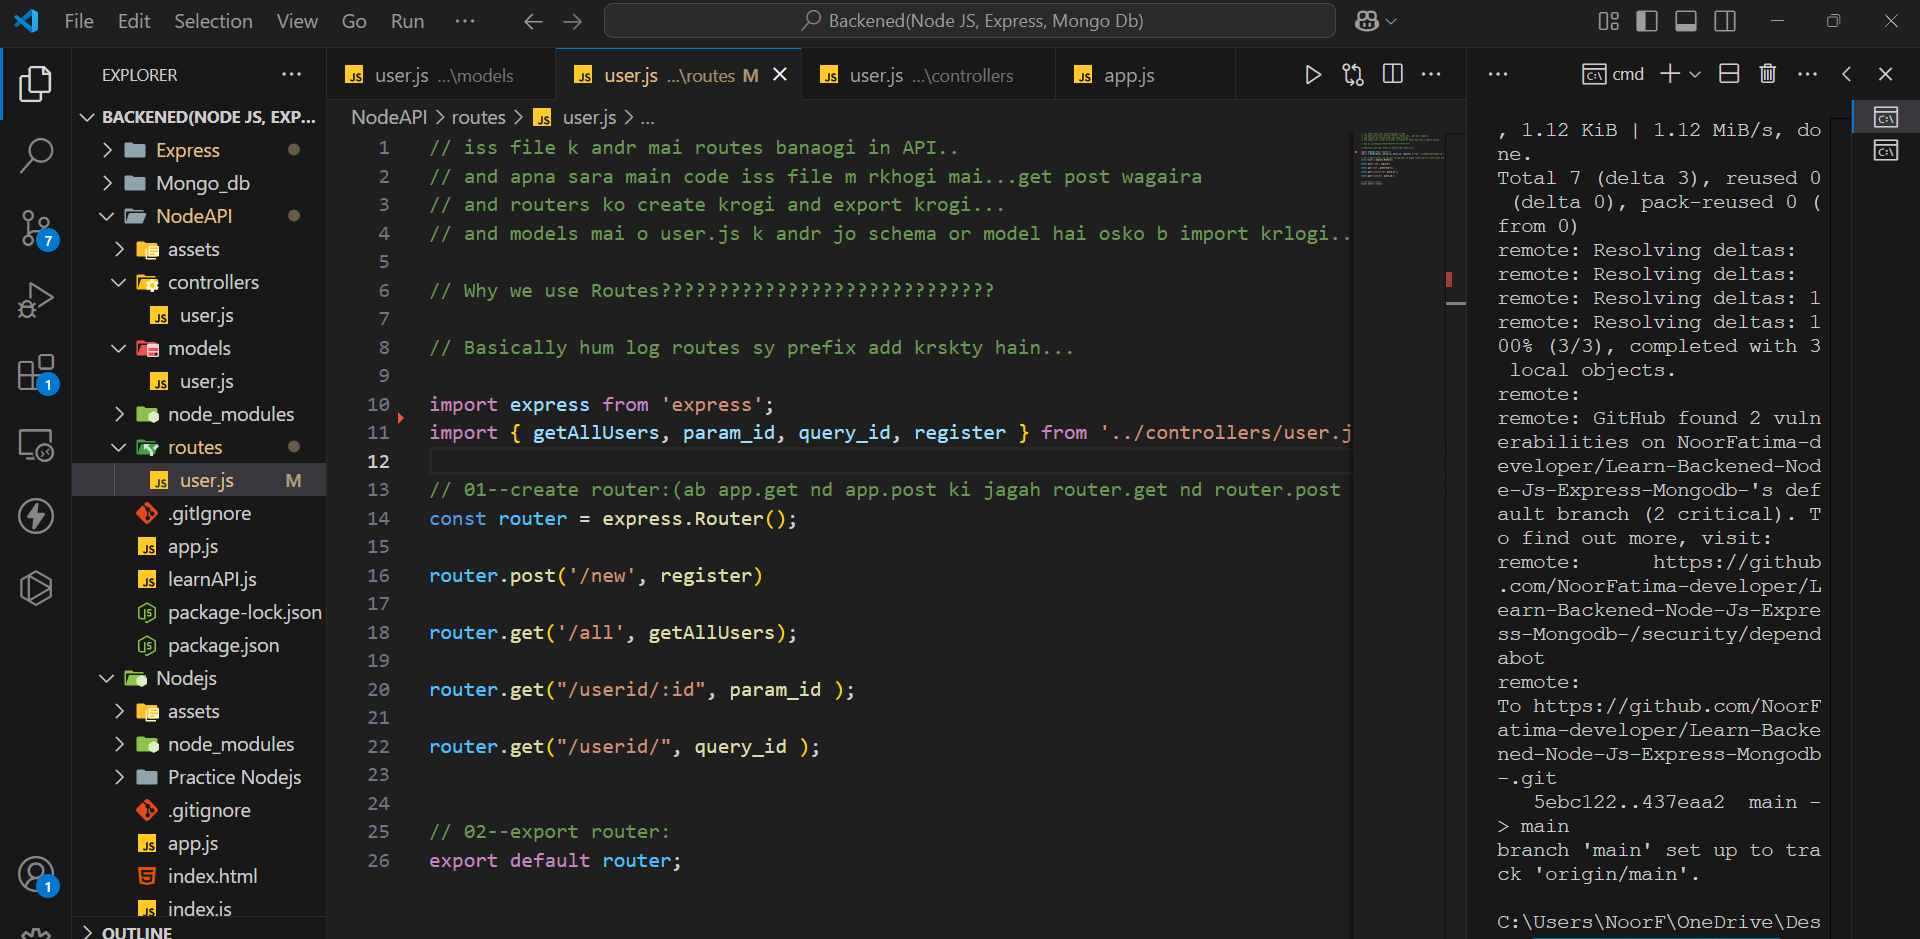 File Edit Selection View Go Run ··· Backened(Node JS, Express, Mongo Db)
EXPLORER ···
BACKENED(NODE JS, EXP...
Express
Mongo_db
NodeAPI
assets
controllers
user.js
models
user.js
node_modules
routes
user.js M
.gitIgnore
app.js
learnAPI.js
package-lock.json
package.json
Nodejs
assets
node_modules
Practice Nodejs
.gitignore
app.js
index.html
index.js
OUTLINE
7
1
1
user.js ...\models user.js ...\routes M user.js ...\controllers app.js
NodeAPI > routes > user.js > ...
1 // iss file k andr mai routes banaogi in API..
2 // and apna sara main code iss file m rkhogi mai...get post wagaira
3 // and routers ko create krogi and export krogi...
4 // and models mai o user.js k andr jo schema or model hai osko b import krlogi..
5
6 // Why we use Routes?????????????????????????????
7
8 // Basically hum log routes sy prefix add krskty hain...
9
10 import express from 'express';
11 import { getAllUsers, param_id, query_id, register } from '../controllers/user.j
12
13 // 01--create router:(ab app.get nd app.post ki jagah router.get nd router.post
14 const router = express.Router();
15
16 router.post('/new', register)
17
18 router.get('/all', getAllUsers);
19
20 router.get("/userid/:id", param_id );
21
22 router.get("/userid/", query_id );
23
24
25 // 02--export router:
26 export default router;
cmd
, 1.12 KiB | 1.12 MiB/s, do
ne.
Total 7 (delta 3), reused 0
(delta 0), pack-reused 0 (
from 0)
remote: Resolving deltas:
remote: Resolving deltas:
remote: Resolving deltas: 1
remote: Resolving deltas: 1
00% (3/3), completed with 3
local objects.
remote:
remote: GitHub found 2 vuln
erabilities on NoorFatima-d
eveloper/Learn-Backened-Nod
e-Js-Express-Mongodb-'s def
ault branch (2 critical). T
o find out more, visit:
remote: https://github
.com/NoorFatima-developer/L
earn-Backened-Node-Js-Expre
ss-Mongodb-/security/depend
abot
remote:
To https://github.com/NoorF
atima-developer/Learn-Backe
ned-Node-Js-Express-Mongodb
-.git
5ebc122..437eaa2 main -
> main
branch 'main' set up to tra
ck 'origin/main'.
C:\Users\NoorF\OneDrive\Des